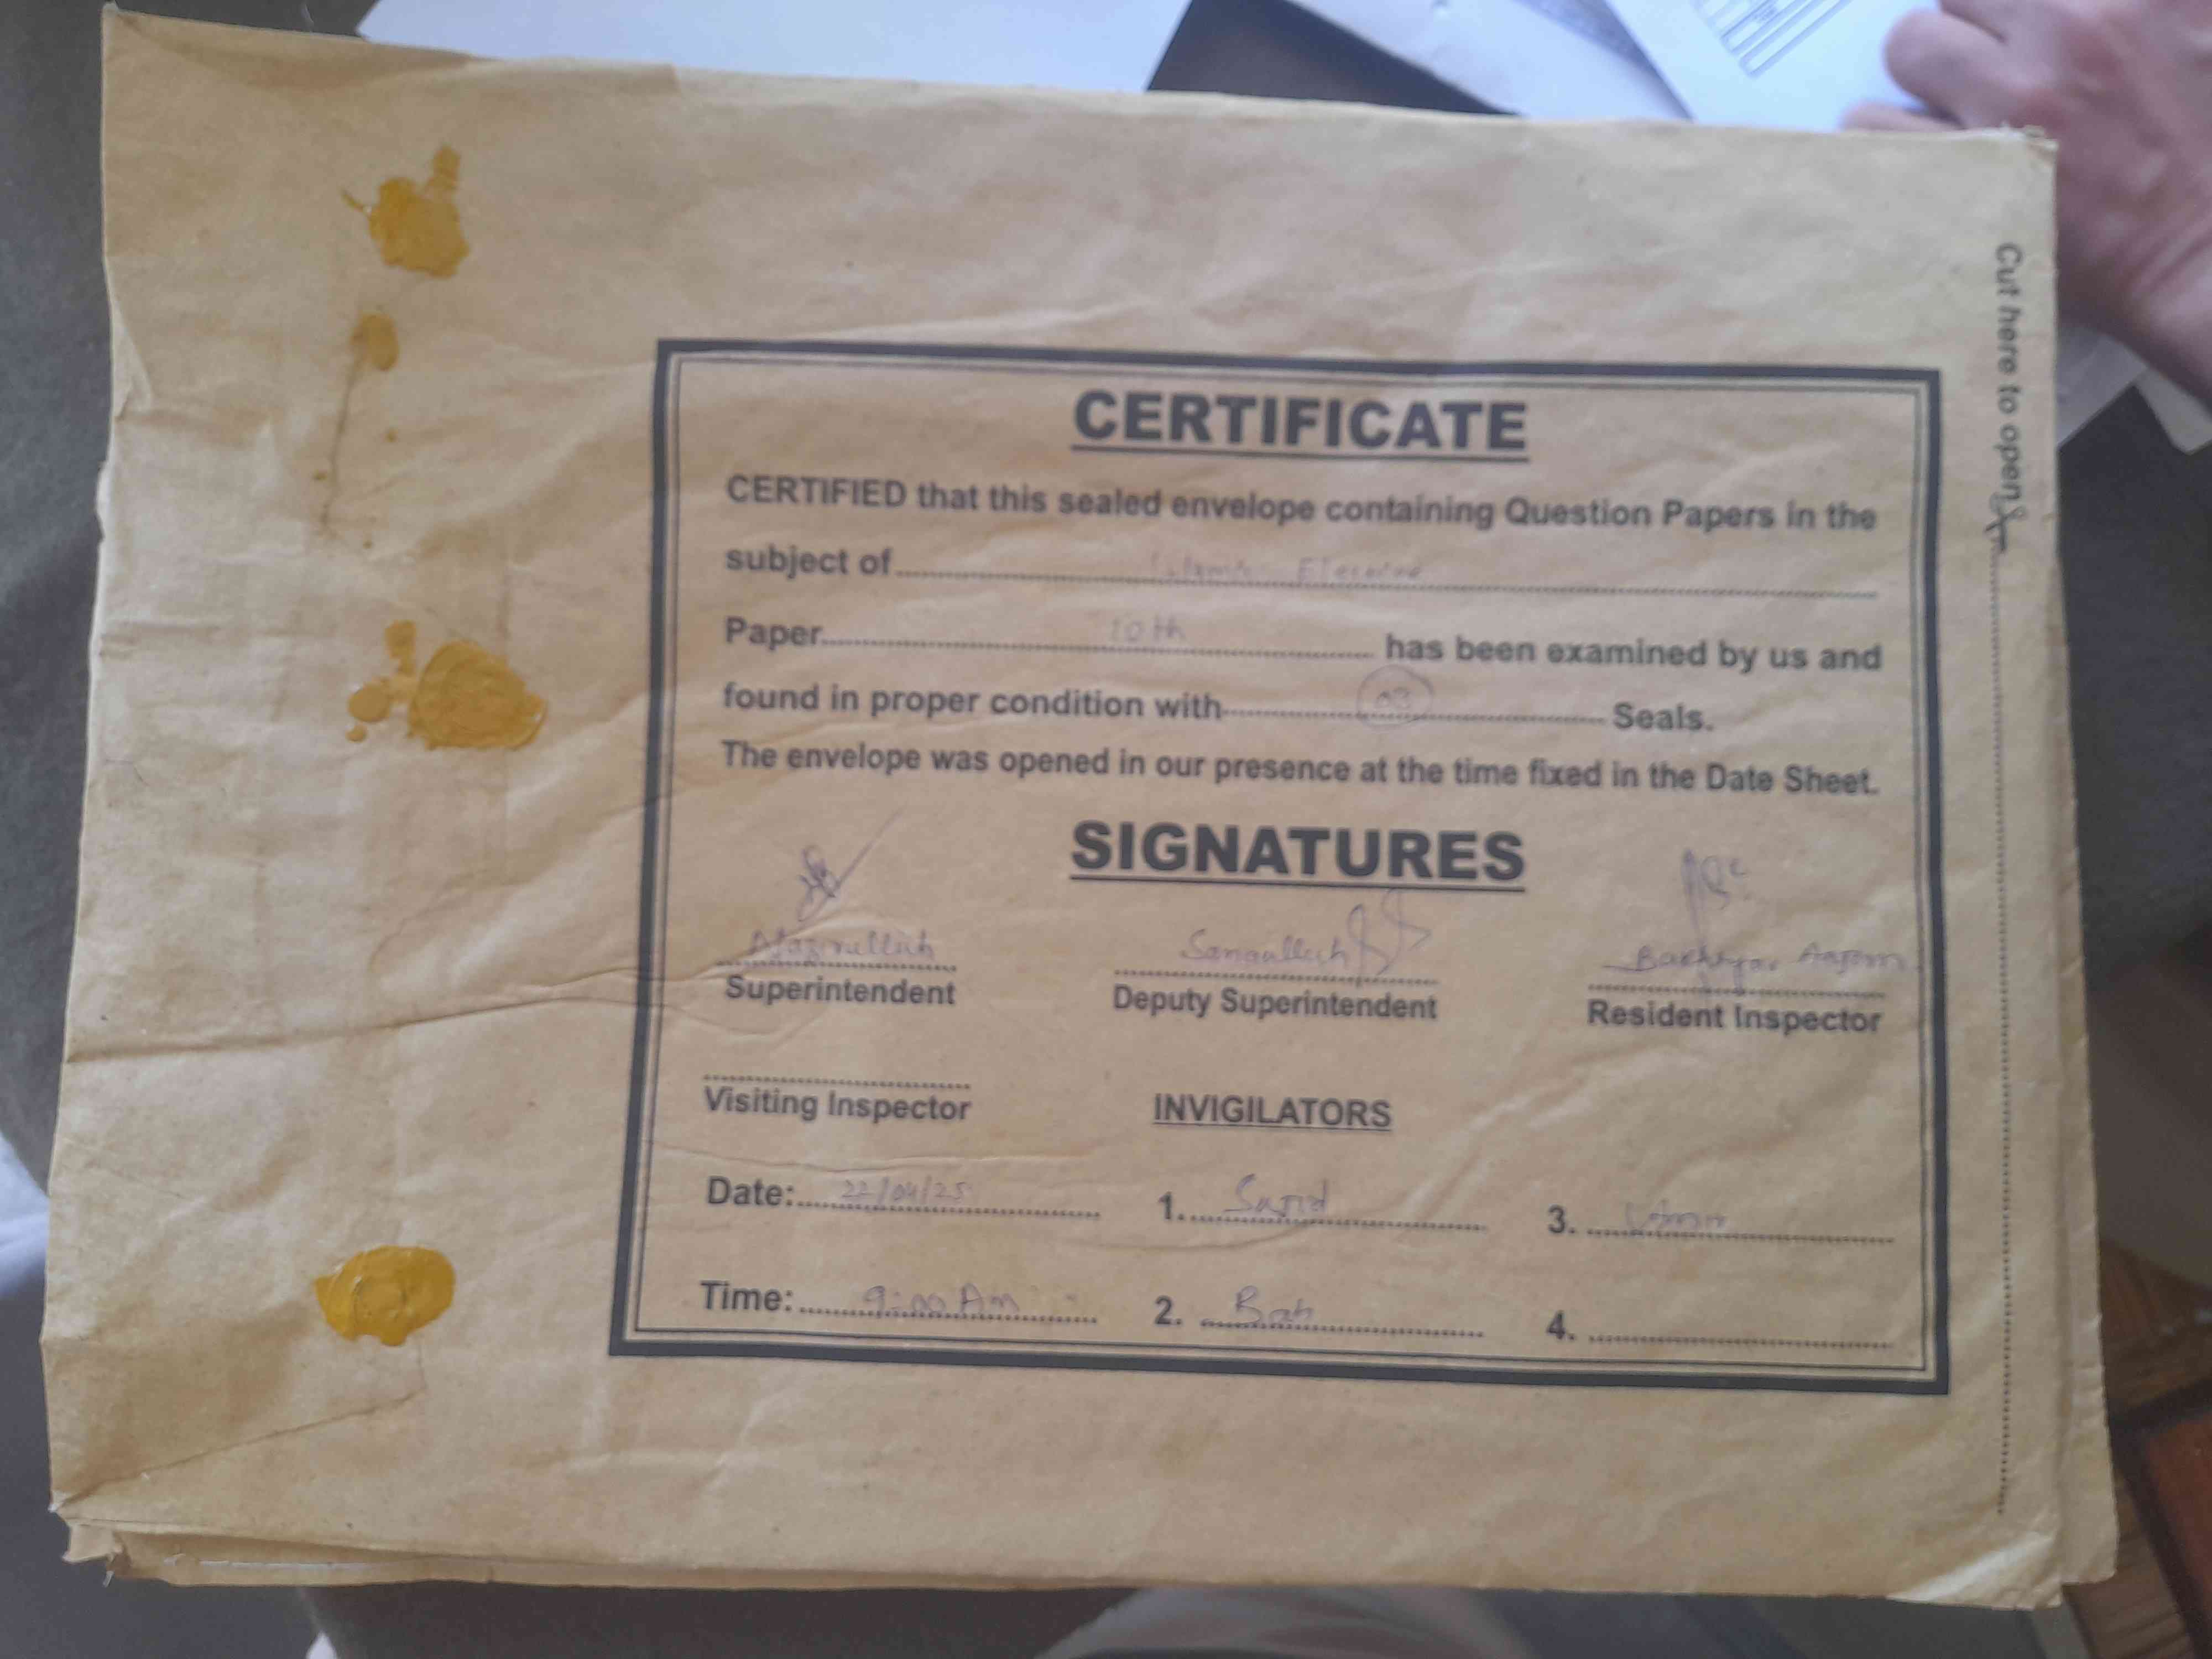 CERTIFICATE
CERTIFIED that this sealed envelope containing Question Papers in the
subject of
Paper 10th has been examined by us and
found in proper condition with 03 Seals.
The envelope was opened in our presence at the time fixed in the Date Sheet.
SIGNATURES
Sanaullah
Superintendent Deputy Superintendent Resident Inspector
Visiting Inspector INVIGILATORS
Date: 22/04/25 1. Sajid 3.
Time: 9:00 Am 2. 4.
Cut here to open